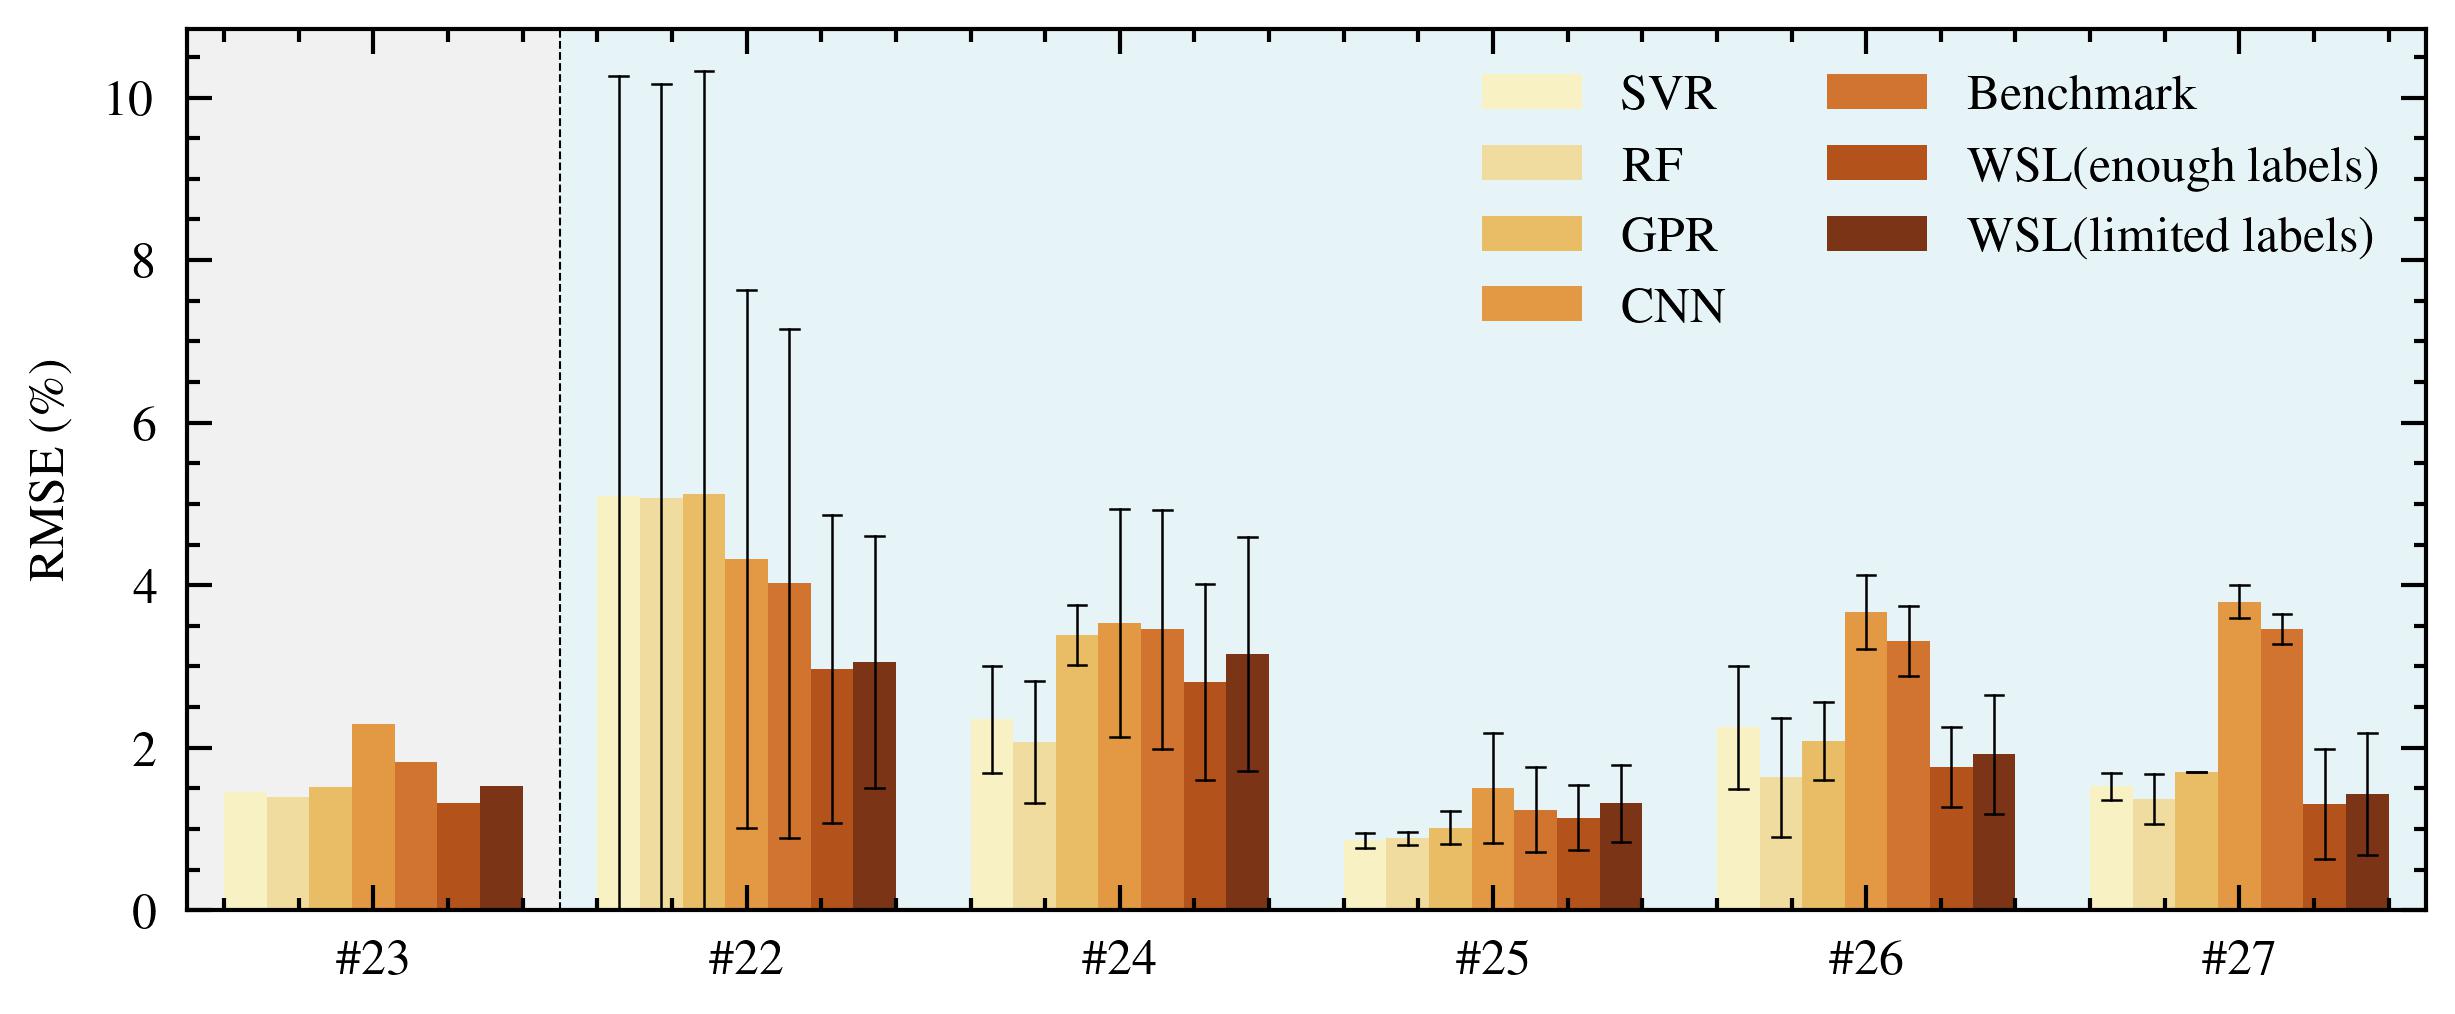 RMSE (%)
10
8
6
4
2
0
#23
#22
#24
#25
#26
#27
SVR
RF
GPR
CNN
Benchmark
WSL(enough labels)
WSL(limited labels)